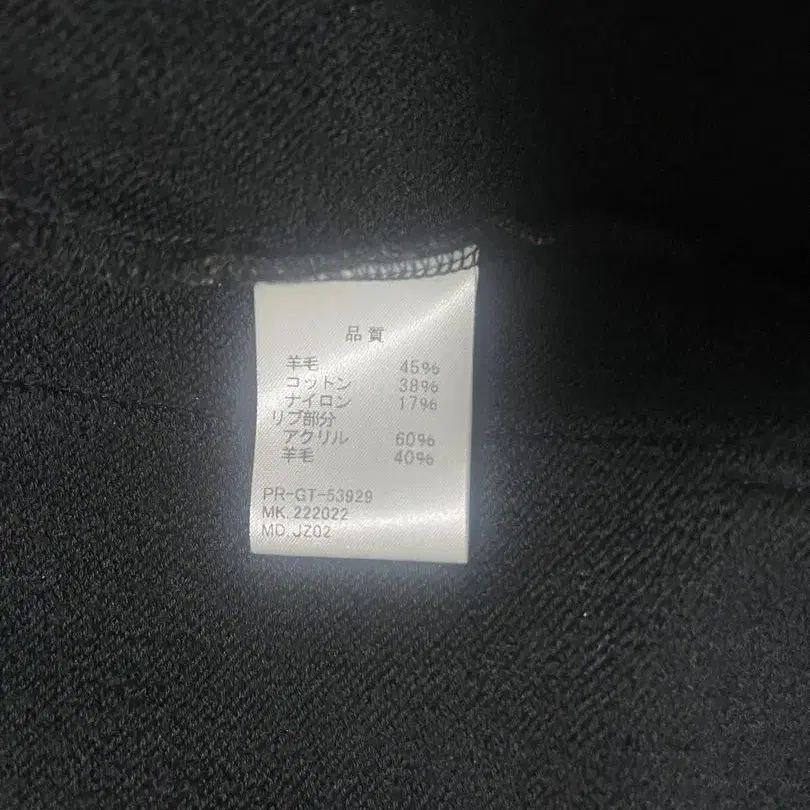 品質
羊毛 45%
コットン 38%
ナイロン 17%
リブ部分
アクリル 60%
羊毛 40%
PR-GT-53929
MK.222022
MD.JZ02